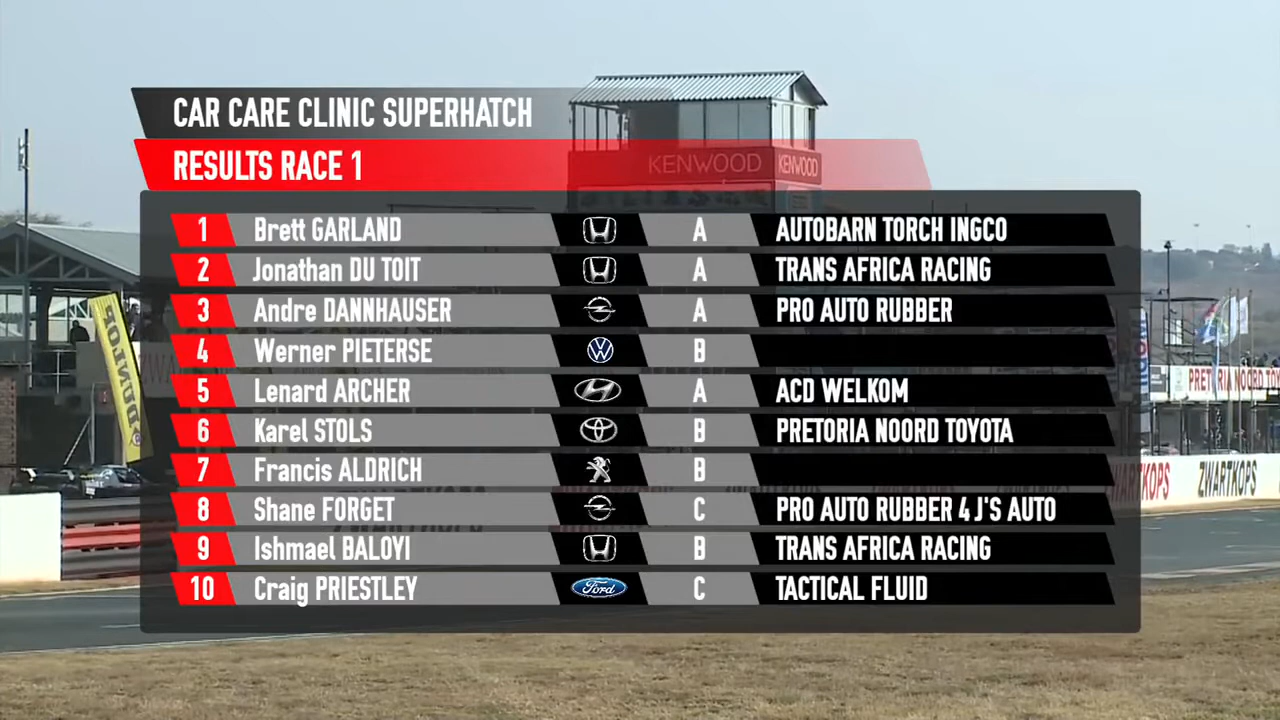 CAR CARE CLINIC SUPERHATCH
RESULTS RACE 1
KENWOOD KENWOOD
1 Brett GARLAND A AUTOBARN TORCH INGCO
2 Jonathan DU TOIT A TRANS AFRICA RACING
3 Andre DANNHAUSER A PRO AUTO RUBBER
4 Werner PIETERSE B
5 Lenard ARCHER A ACD WELKOM
6 Karel STOLS B PRETORIA NOORD TOYOTA
7 Francis ALDRICH B
8 Shane FORGET C PRO AUTO RUBBER 4 J'S AUTO
9 Ishmael BALOYI B TRANS AFRICA RACING
10 Craig PRIESTLEY Ford C TACTICAL FLUID
DUNLOP
PRETORIA NOORD
ZWARTKOPS